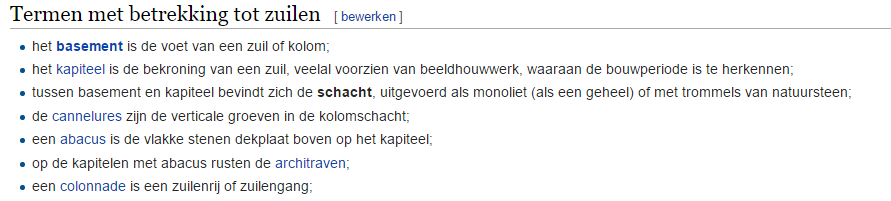 Termen met betrekking tot zuilen [ bewerken ]
het basement is de voet van een zuil of kolom;
het kapiteel is de bekroning van een zuil, veelal voorzien van beeldhouwwerk, waaraan de bouwperiode is te herkennen;
tussen basement en kapiteel bevindt zich de schacht, uitgevoerd als monoliet (als een geheel) of met trommels van natuursteen;
de cannelures zijn de verticale groeven in de kolomschacht;
een abacus is de vlakke stenen dekplaat boven op het kapiteel;
op de kapitelen met abacus rusten de architraven;
een colonnade is een zuilenrij of zuilengang;